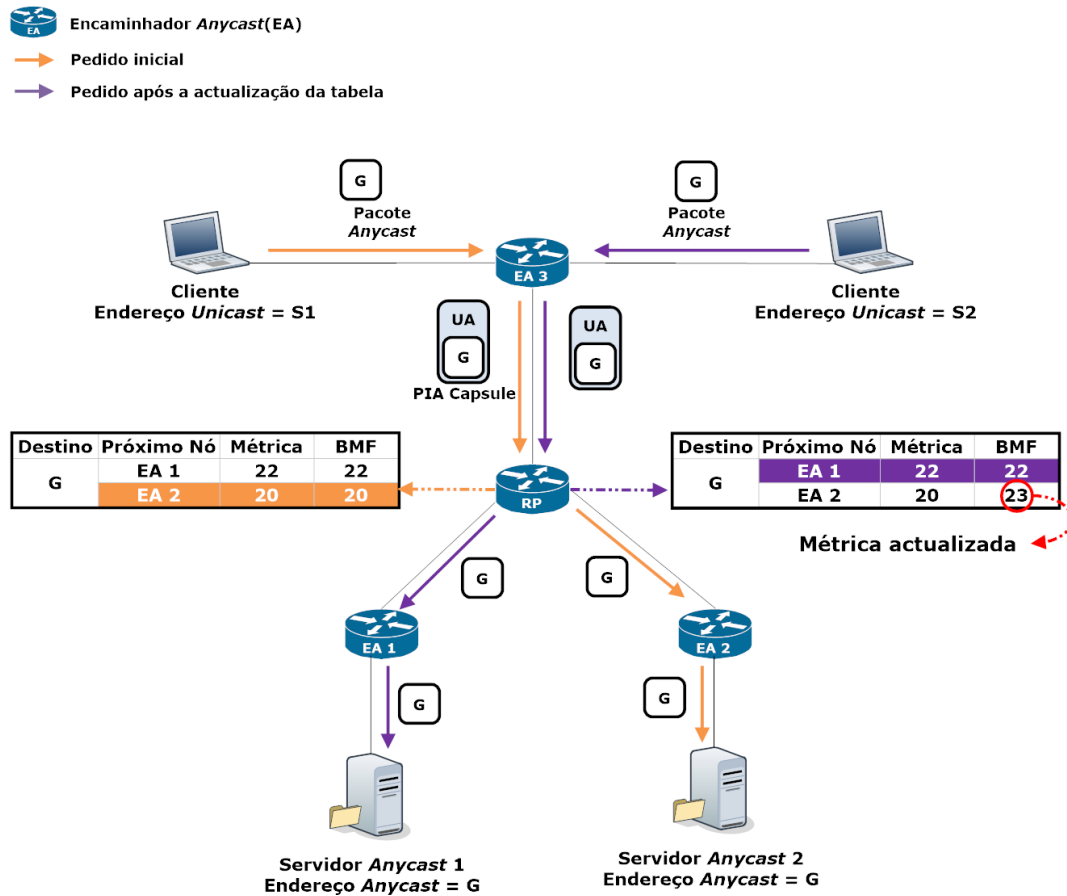 EA
Encaminhador Anycast(EA)
Pedido inicial
Pedido após a actualização da tabela
G
G
Pacote
Anycast
Pacote
Anycast
EA 3
Cliente
Endereço Unicast = S1
Cliente
Endereço Unicast = S2
UA
G
UA
G
PIA Capsule
Destino Próximo Nó Métrica BMF
G
EA 1 22 22
EA 2 20 20
RP
Destino Próximo Nó Métrica BMF
G
EA 1 22 22
EA 2 20 23
Métrica actualizada
G
G
EA 1
EA 2
G
G
Servidor Anycast 1
Endereço Anycast = G
Servidor Anycast 2
Endereço Anycast = G